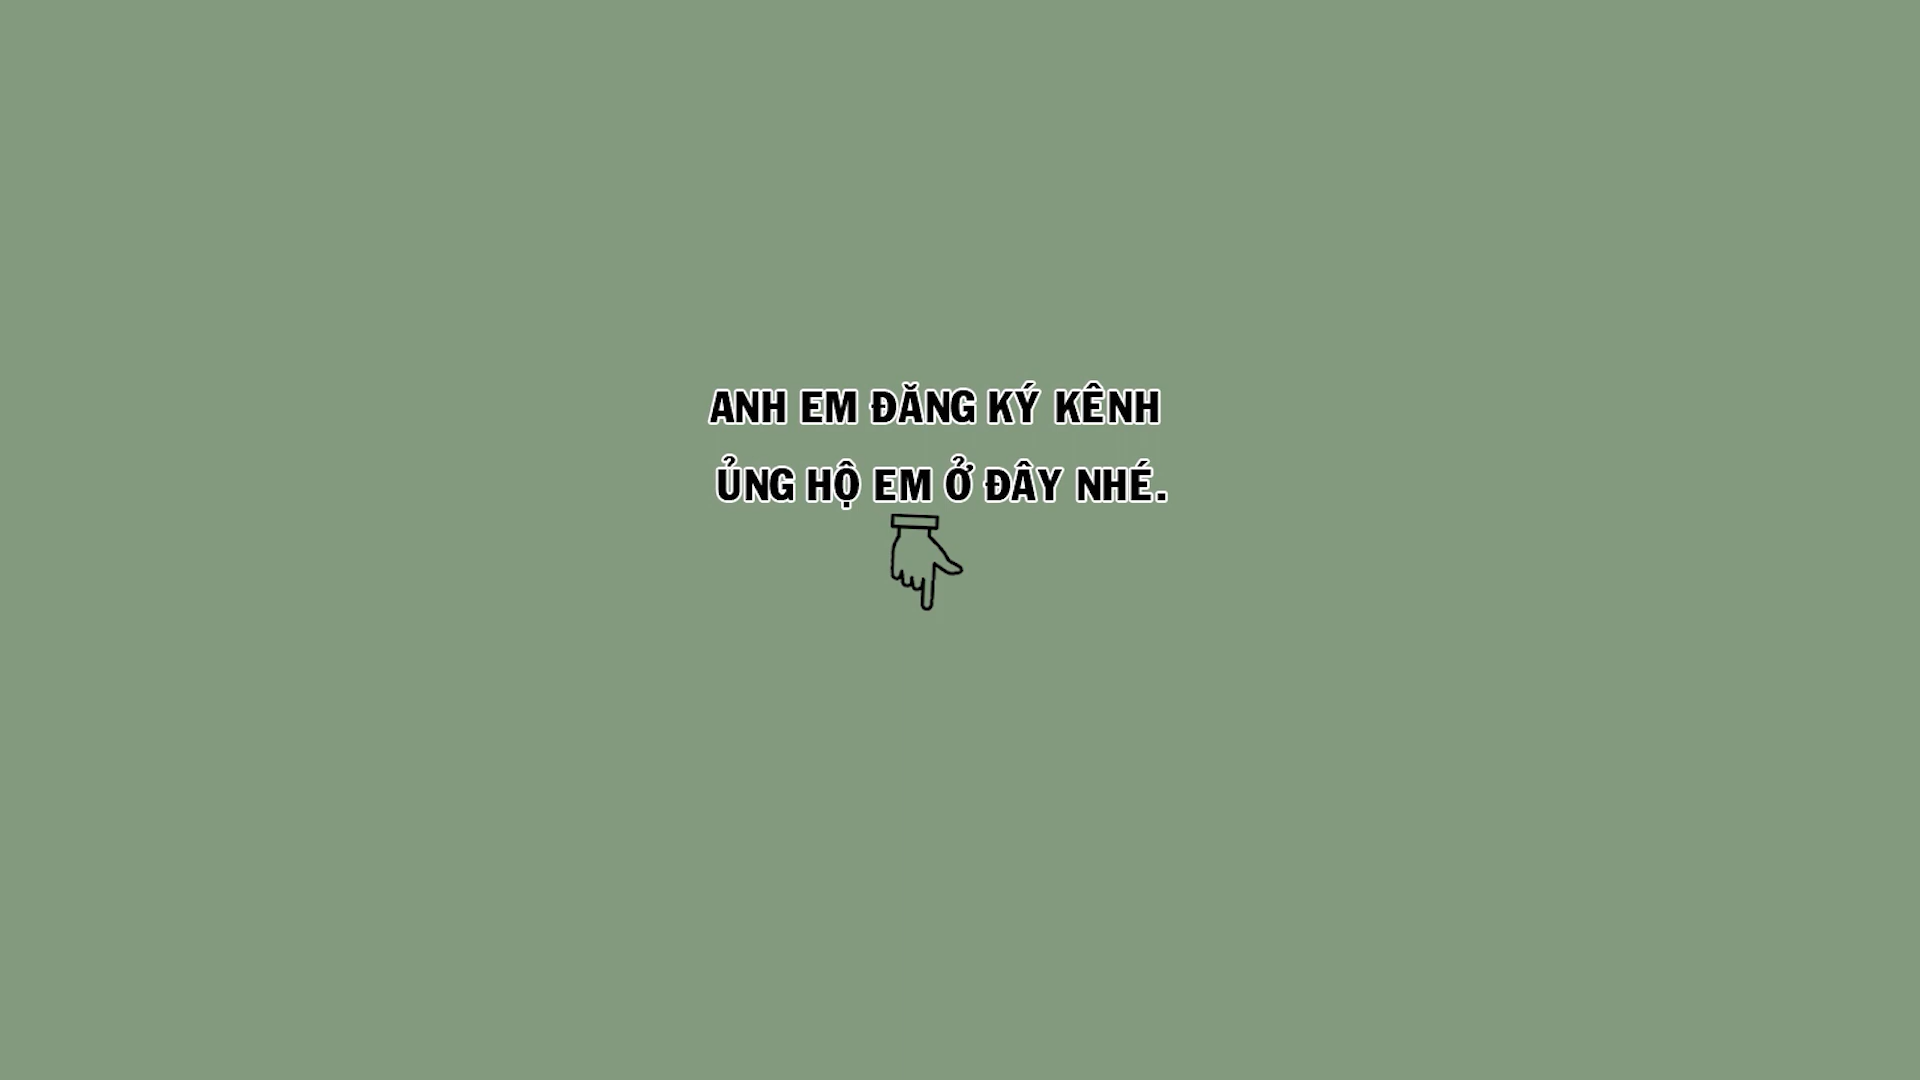 ANH EM ĐĂNG KÝ KÊNH
ỦNG HỘ EM Ở ĐÂY NHÉ.